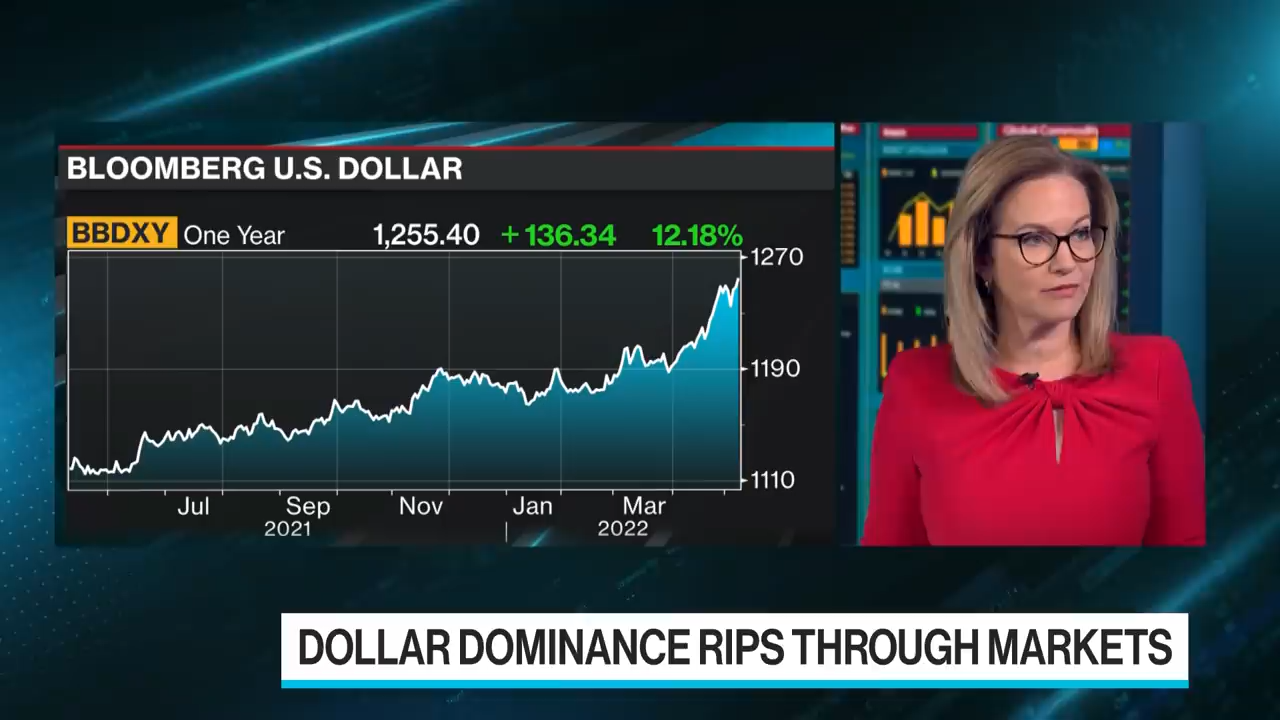 BLOOMBERG U.S. DOLLAR
BBDXY One Year 1,255.40 +136.34 12.18%
1270
1190
1110
Jul Sep Nov Jan Mar
2021 2022
Global Commodity
DOLLAR DOMINANCE RIPS THROUGH MARKETS